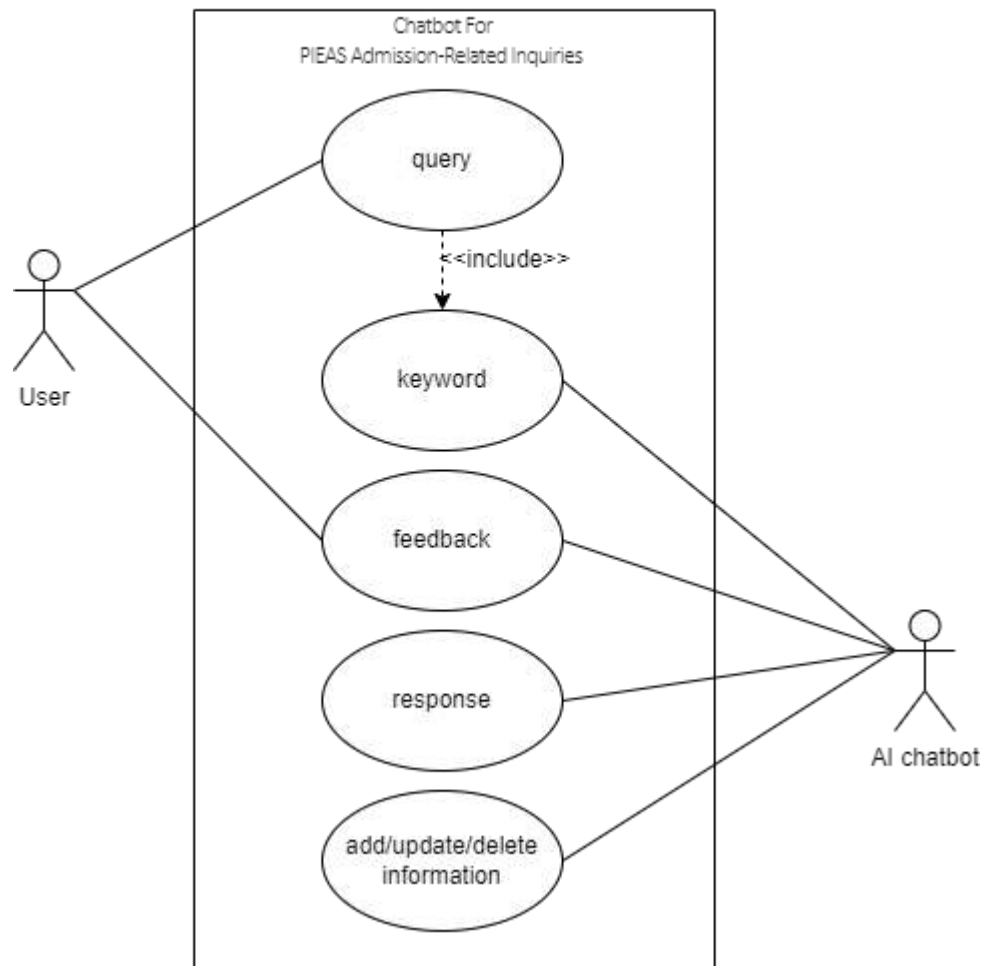 Chatbot For
PIEAS Admission-Related Inquiries
query
<<include>>
User
keyword
feedback
response
AI chatbot
add/update/delete
information